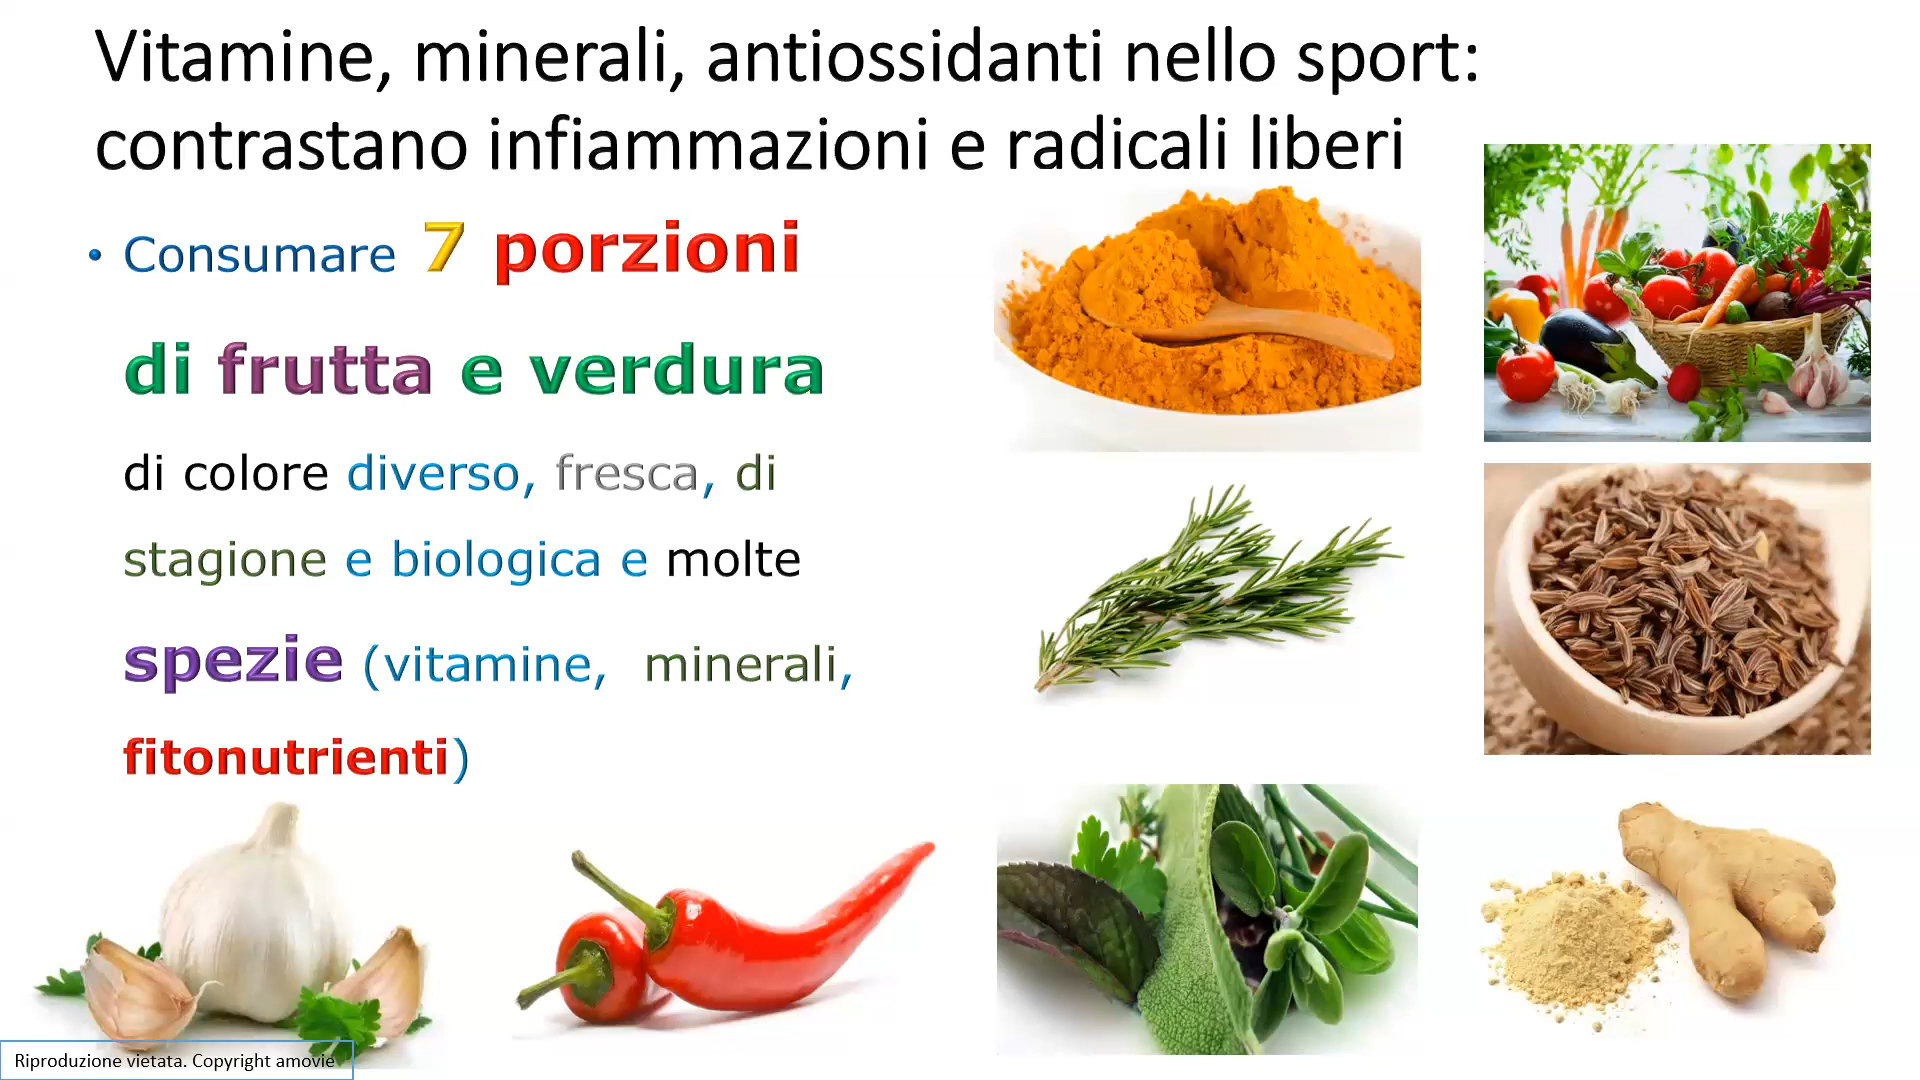 Vitamine, minerali, antiossidanti nello sport:
contrastano infiammazioni e radicali liberi
• Consumare 7 porzioni
di frutta e verdura
di colore diverso, fresca, di
stagione e biologica e molte
spezie (vitamine, minerali,
fitonutrienti)
Riproduzione vietata. Copyright amovie